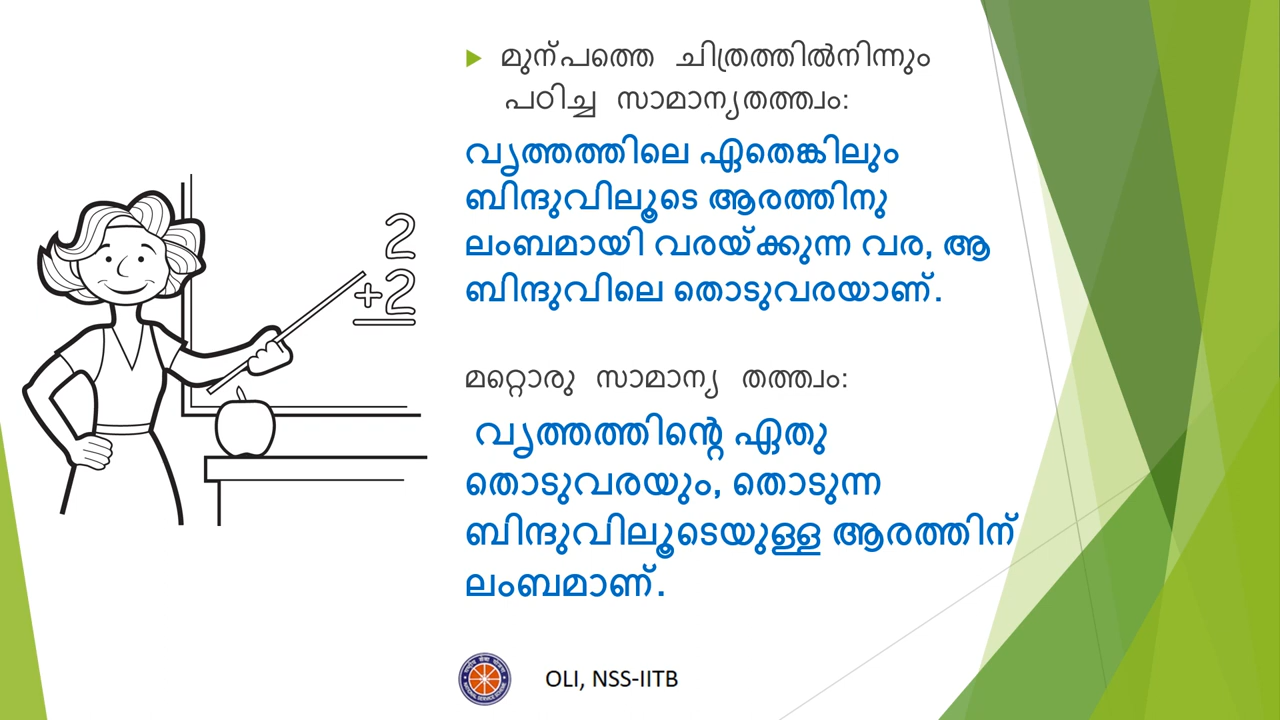 മുന്പത്തെ ചിത്രത്തിൽനിന്നും
പഠിച്ച സാമാന്യതത്ത്വം:
വൃത്തത്തിലെ ഏതെങ്കിലും
ബിന്ദുവിലൂടെ ആരത്തിനു
ലംബമായി വരയ്ക്കുന്ന വര, ആ
ബിന്ദുവിലെ തൊടുവരയാണ്.
മറ്റൊരു സാമാന്യ തത്ത്വം:
വൃത്തത്തിന്റെ ഏതു
തൊടുവരയും, തൊടുന്ന
ബിന്ദുവിലൂടെയുള്ള ആരത്തിന്
ലംബമാണ്.
2
+2
OLI, NSS-IITB